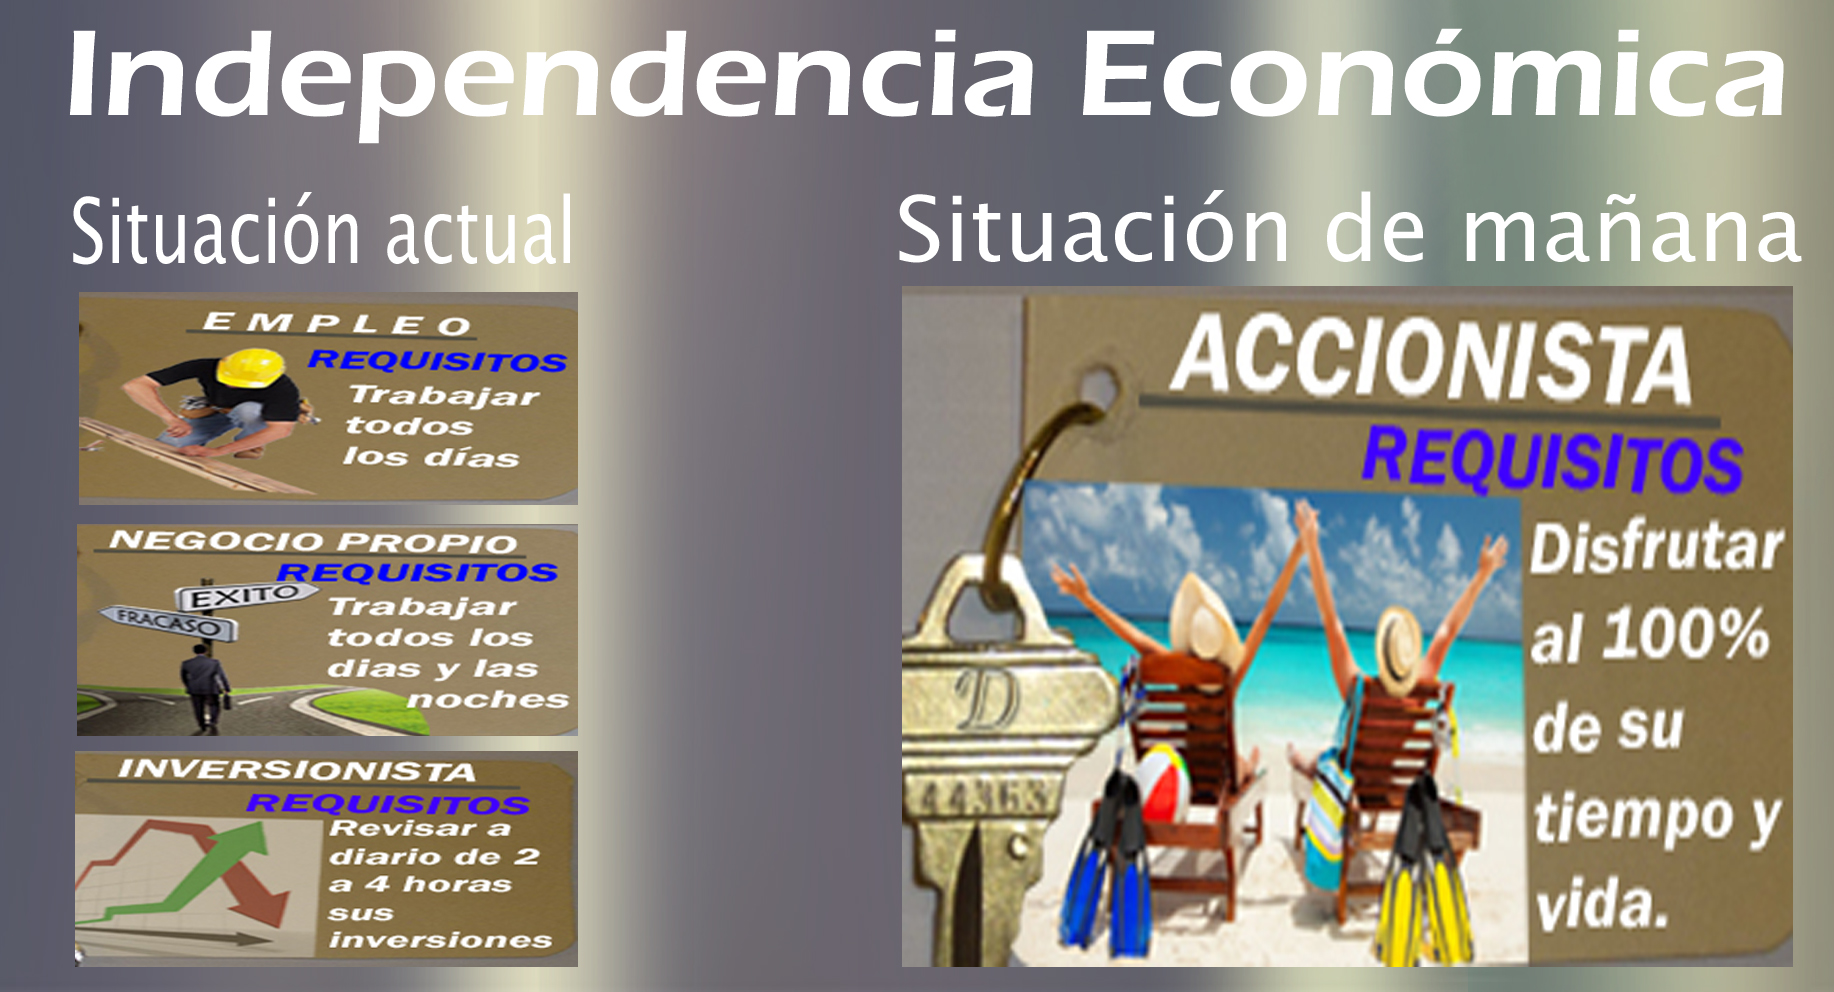 Independencia Económica
Situación actual
EMPLEO
REQUISITOS
Trabajar
todos
los días
NEGOCIO PROPIO
REQUISITOS
EXITO
FRACASO
Trabajar
todos los
dias y las
noches
INVERSIONISTA
REQUISITOS
Revisar a
diario de 2
a 4 horas
sus
inversiones
Situación de mañana
ACCIONISTA
REQUISITOS
Disfrutar
al 100%
de su
tiempo y
vida.
D